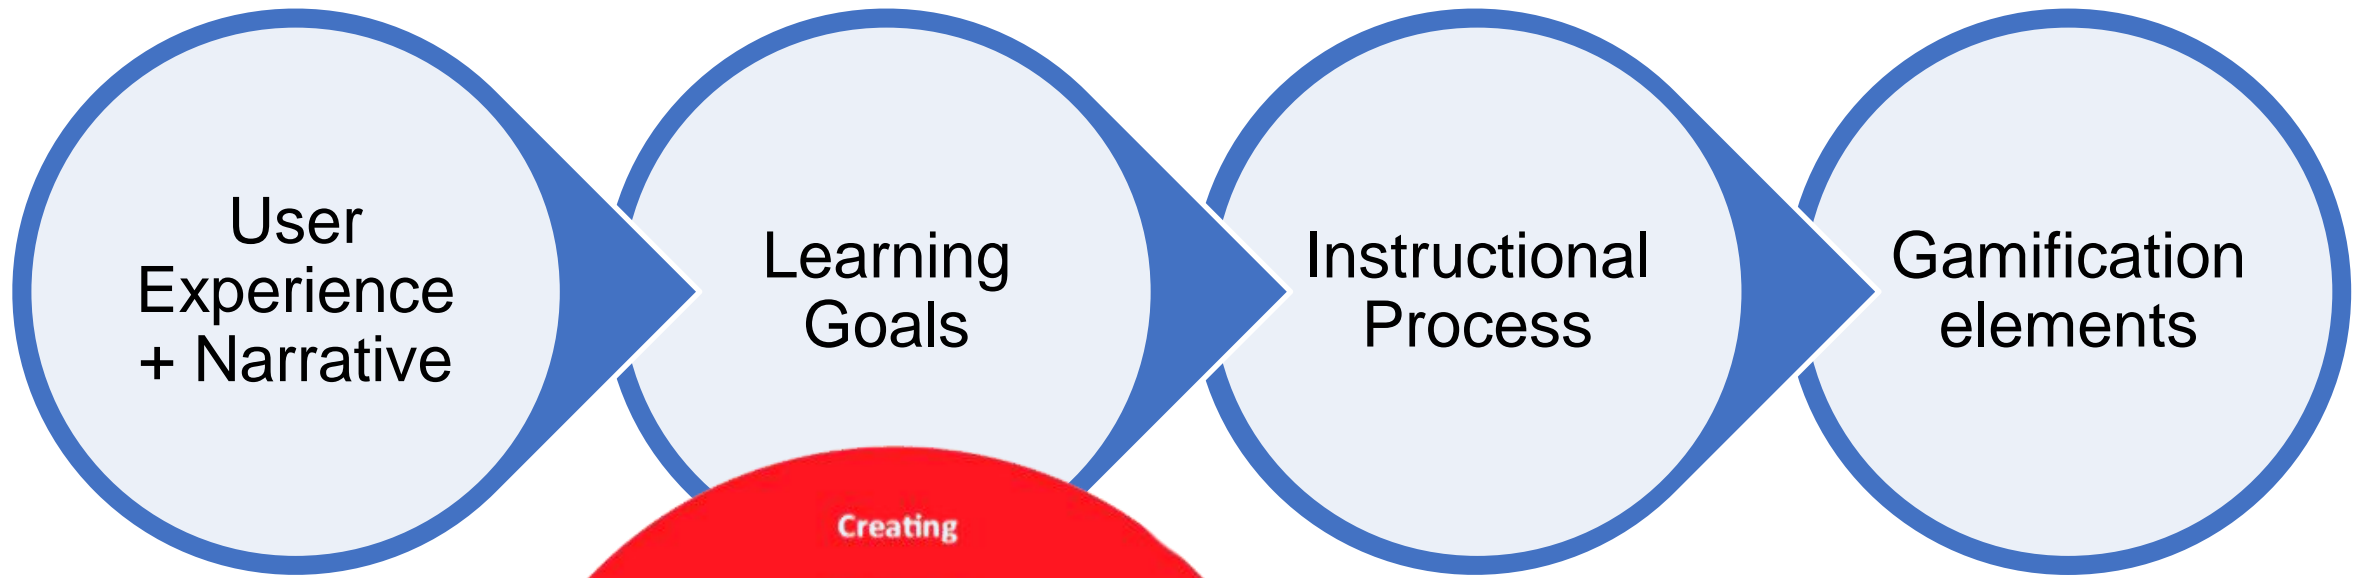 User
Experience
+ Narrative
Learning
Goals
Instructional
Process
Gamification
elements
Creating